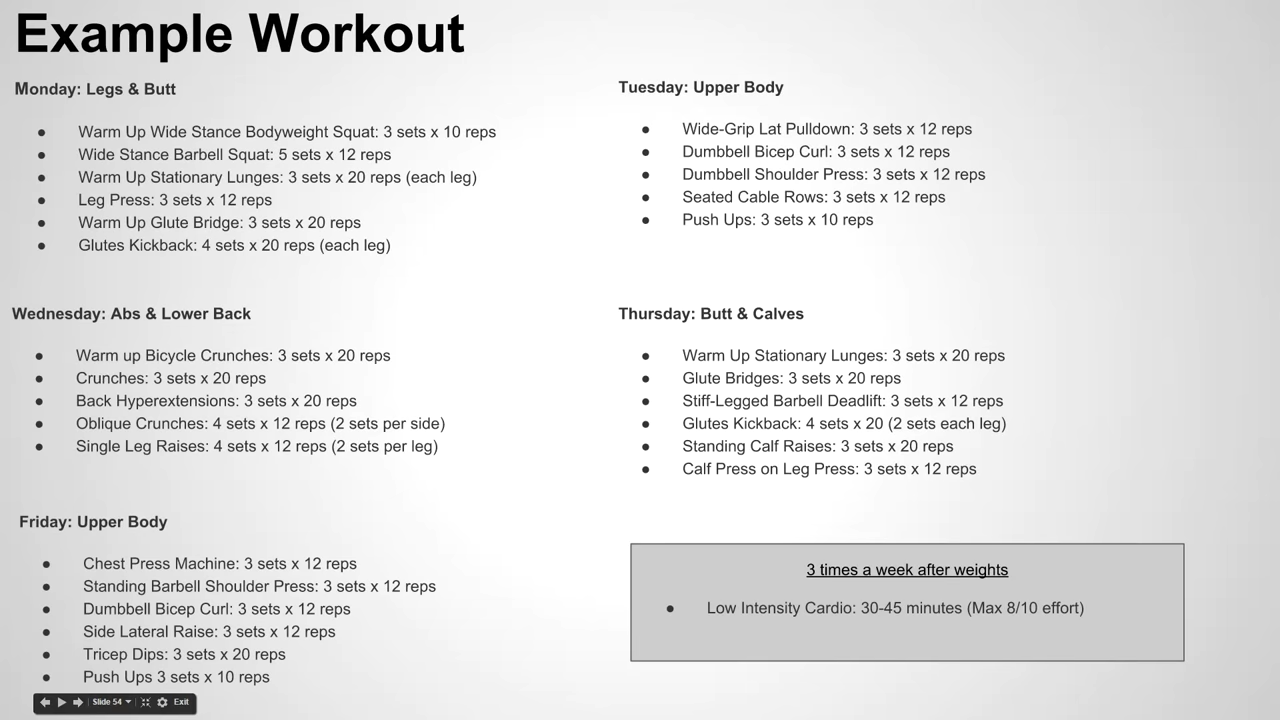 Example Workout
Monday: Legs & Butt
● Warm Up Wide Stance Bodyweight Squat: 3 sets x 10 reps
● Wide Stance Barbell Squat: 5 sets x 12 reps
● Warm Up Stationary Lunges: 3 sets x 20 reps (each leg)
● Leg Press: 3 sets x 12 reps
● Warm Up Glute Bridge: 3 sets x 20 reps
● Glutes Kickback: 4 sets x 20 reps (each leg)
Tuesday: Upper Body
● Wide-Grip Lat Pulldown: 3 sets x 12 reps
● Dumbbell Bicep Curl: 3 sets x 12 reps
● Dumbbell Shoulder Press: 3 sets x 12 reps
● Seated Cable Rows: 3 sets x 12 reps
● Push Ups: 3 sets x 10 reps
Wednesday: Abs & Lower Back
● Warm up Bicycle Crunches: 3 sets x 20 reps
● Crunches: 3 sets x 20 reps
● Back Hyperextensions: 3 sets x 20 reps
● Oblique Crunches: 4 sets x 12 reps (2 sets per side)
● Single Leg Raises: 4 sets x 12 reps (2 sets per leg)
Thursday: Butt & Calves
● Warm Up Stationary Lunges: 3 sets x 20 reps
● Glute Bridges: 3 sets x 20 reps
● Stiff-Legged Barbell Deadlift: 3 sets x 12 reps
● Glutes Kickback: 4 sets x 20 (2 sets each leg)
● Standing Calf Raises: 3 sets x 20 reps
● Calf Press on Leg Press: 3 sets x 12 reps
Friday: Upper Body
● Chest Press Machine: 3 sets x 12 reps
● Standing Barbell Shoulder Press: 3 sets x 12 reps
● Dumbbell Bicep Curl: 3 sets x 12 reps
● Side Lateral Raise: 3 sets x 12 reps
● Tricep Dips: 3 sets x 20 reps
● Push Ups 3 sets x 10 reps
3 times a week after weights
● Low Intensity Cardio: 30-45 minutes (Max 8/10 effort)
Slide 54 Exit